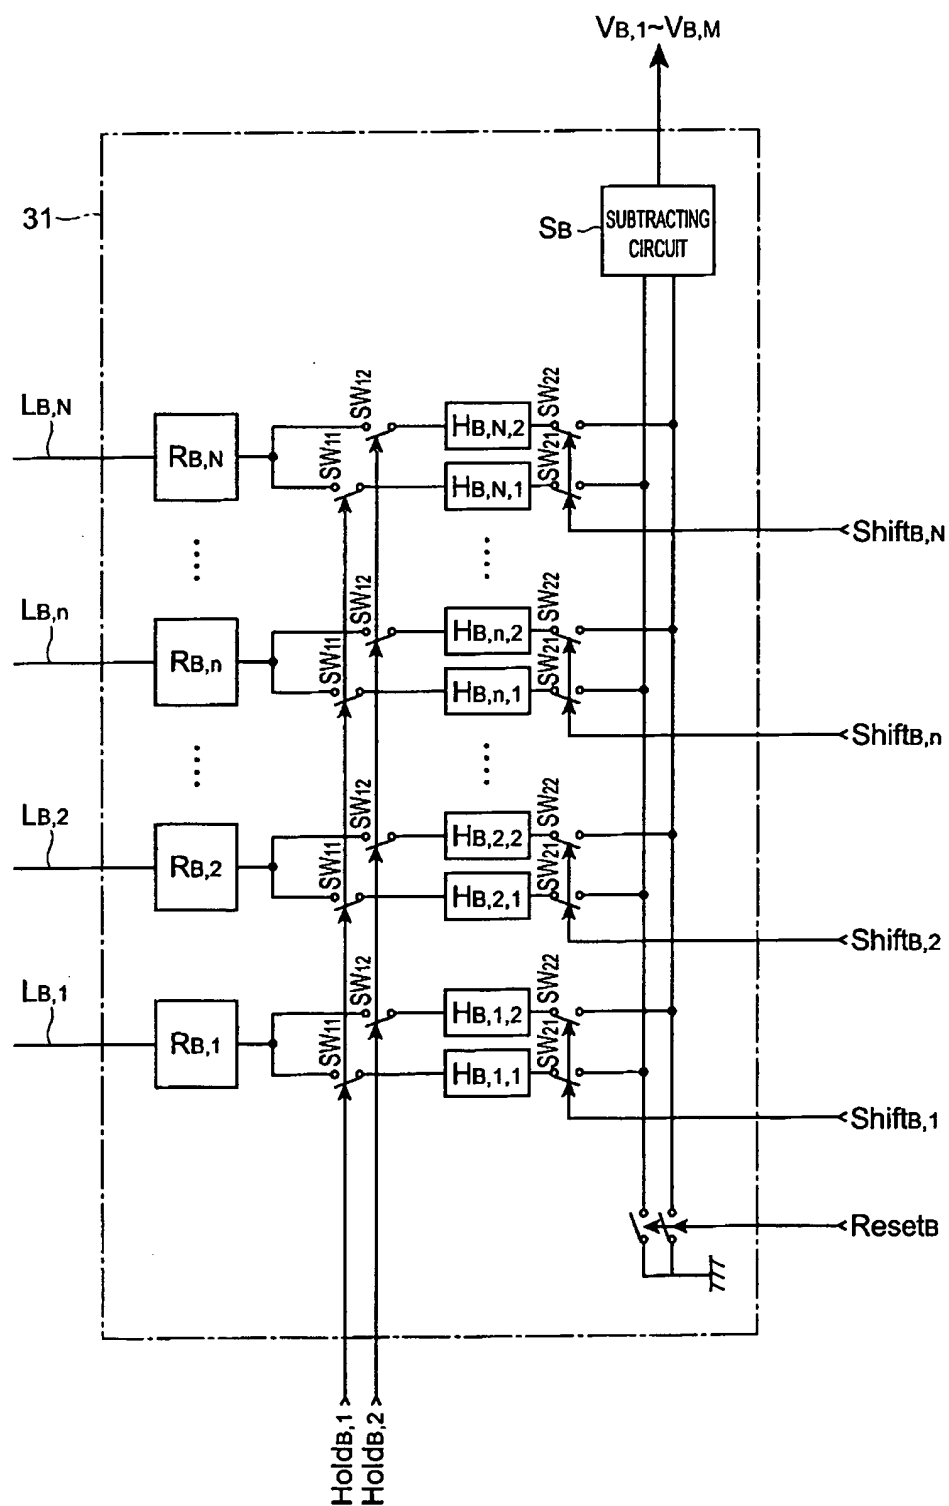 VB,1~VB,M
31
SB
SUBTRACTING
CIRCUIT
LB,N
RB,N
SW11
SW12
HB,N,2
HB,N,1
SW22
SW21
ShiftB,N
LB,n
RB,n
SW11
SW12
HB,n,2
HB,n,1
SW22
SW21
ShiftB,n
LB,2
RB,2
SW11
SW12
HB,2,2
HB,2,1
SW22
SW21
ShiftB,2
LB,1
RB,1
SW11
SW12
HB,1,2
HB,1,1
SW22
SW21
ShiftB,1
ResetB
HoldB,1
HoldB,2